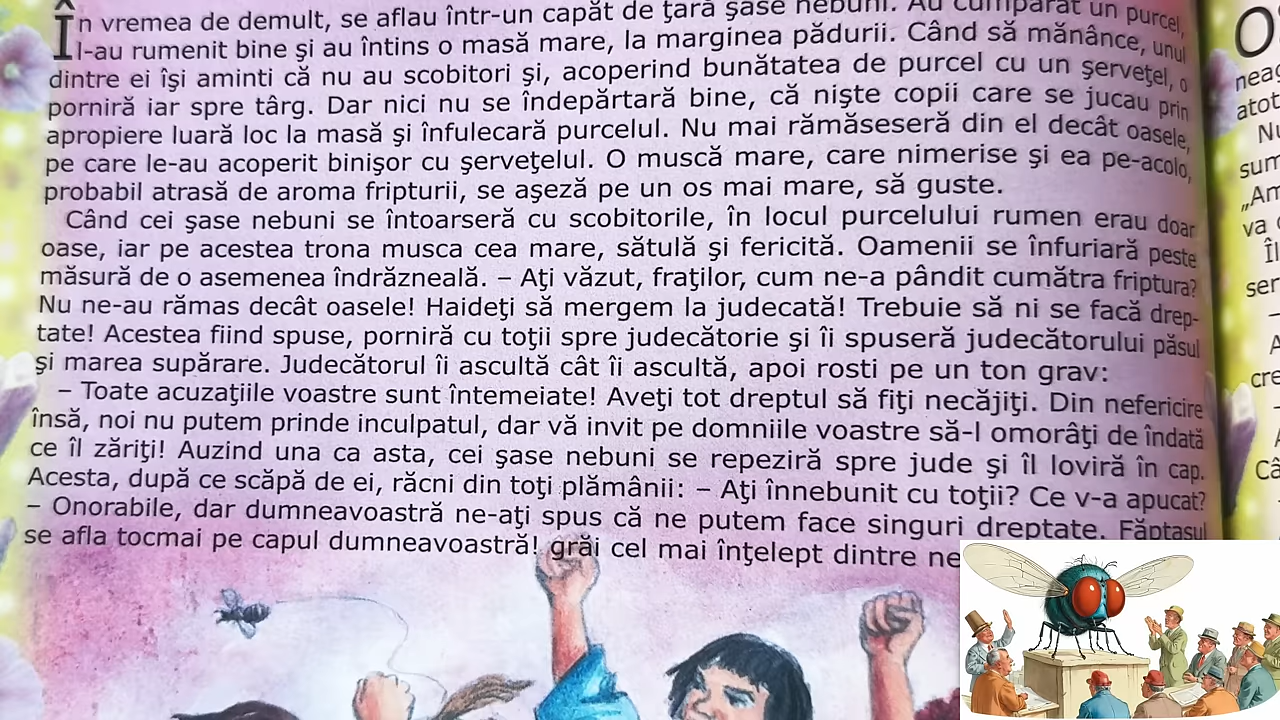 În vremea de demult, se aflau într-un capăt de ţară şase nebuni. Au cumpărat un purcel,
l-au rumenit bine şi au întins o masă mare, la marginea pădurii. Când să mănânce, unul
dintre ei îşi aminti că nu au scobitori şi, acoperind bunătatea de purcel cu un şerveţel, o
porniră iar spre târg. Dar nici nu se îndepărtară bine, că nişte copii care se jucau prin
apropiere luară loc la masă şi înfulecară purcelul. Nu mai rămăseseră din el decât oasele,
pe care le-au acoperit binişor cu şerveţelul. O muscă mare, care nimerise şi ea pe-acolo,
probabil atrasă de aroma fripturii, se aşeză pe un os mai mare, să guste.
Când cei şase nebuni se întoarseră cu scobitorile, în locul purcelului rumen erau doar
oase, iar pe acestea trona musca cea mare, sătulă şi fericită. Oamenii se înfuriară peste
măsură de o asemenea îndrăzneală. – Aţi văzut, fraţilor, cum ne-a pândit cumătra friptura?
Nu ne-au rămas decât oasele! Haideţi să mergem la judecată! Trebuie să ni se facă drep-
tate! Acestea fiind spuse, porniră cu toţii spre judecătorie şi îi spuseră judecătorului păsul
şi marea supărare. Judecătorul îi ascultă cât îi ascultă, apoi rosti pe un ton grav:
– Toate acuzaţiile voastre sunt întemeiate! Aveţi tot dreptul să fiţi necăjiţi. Din nefericire
însă, noi nu putem prinde inculpatul, dar vă invit pe domniile voastre să-l omorâţi de îndată
ce îl zăriţi! Auzind una ca asta, cei şase nebuni se repeziră spre jude şi îl loviră în cap.
Acesta, după ce scăpă de ei, răcni din toţi plămânii: – Aţi înnebunit cu toţii? Ce v-a apucat?
– Onorabile, dar dumneavoastră ne-aţi spus că ne putem face singuri dreptate. Făptaşul
se afla tocmai pe capul dumneavoastră! grăi cel mai înţelept dintre